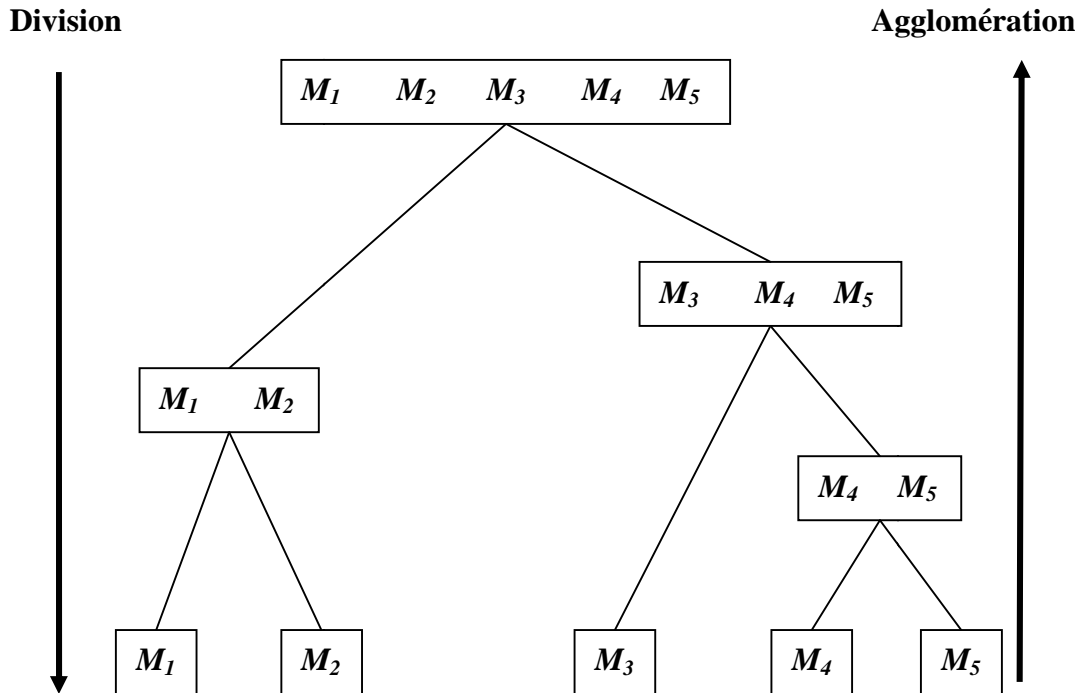 Division
Agglomération
M₁ M₂ M₃ M₄ M₅
M₃ M₄ M₅
M₁ M₂
M₄ M₅
M₁ M₂ M₃ M₄ M₅